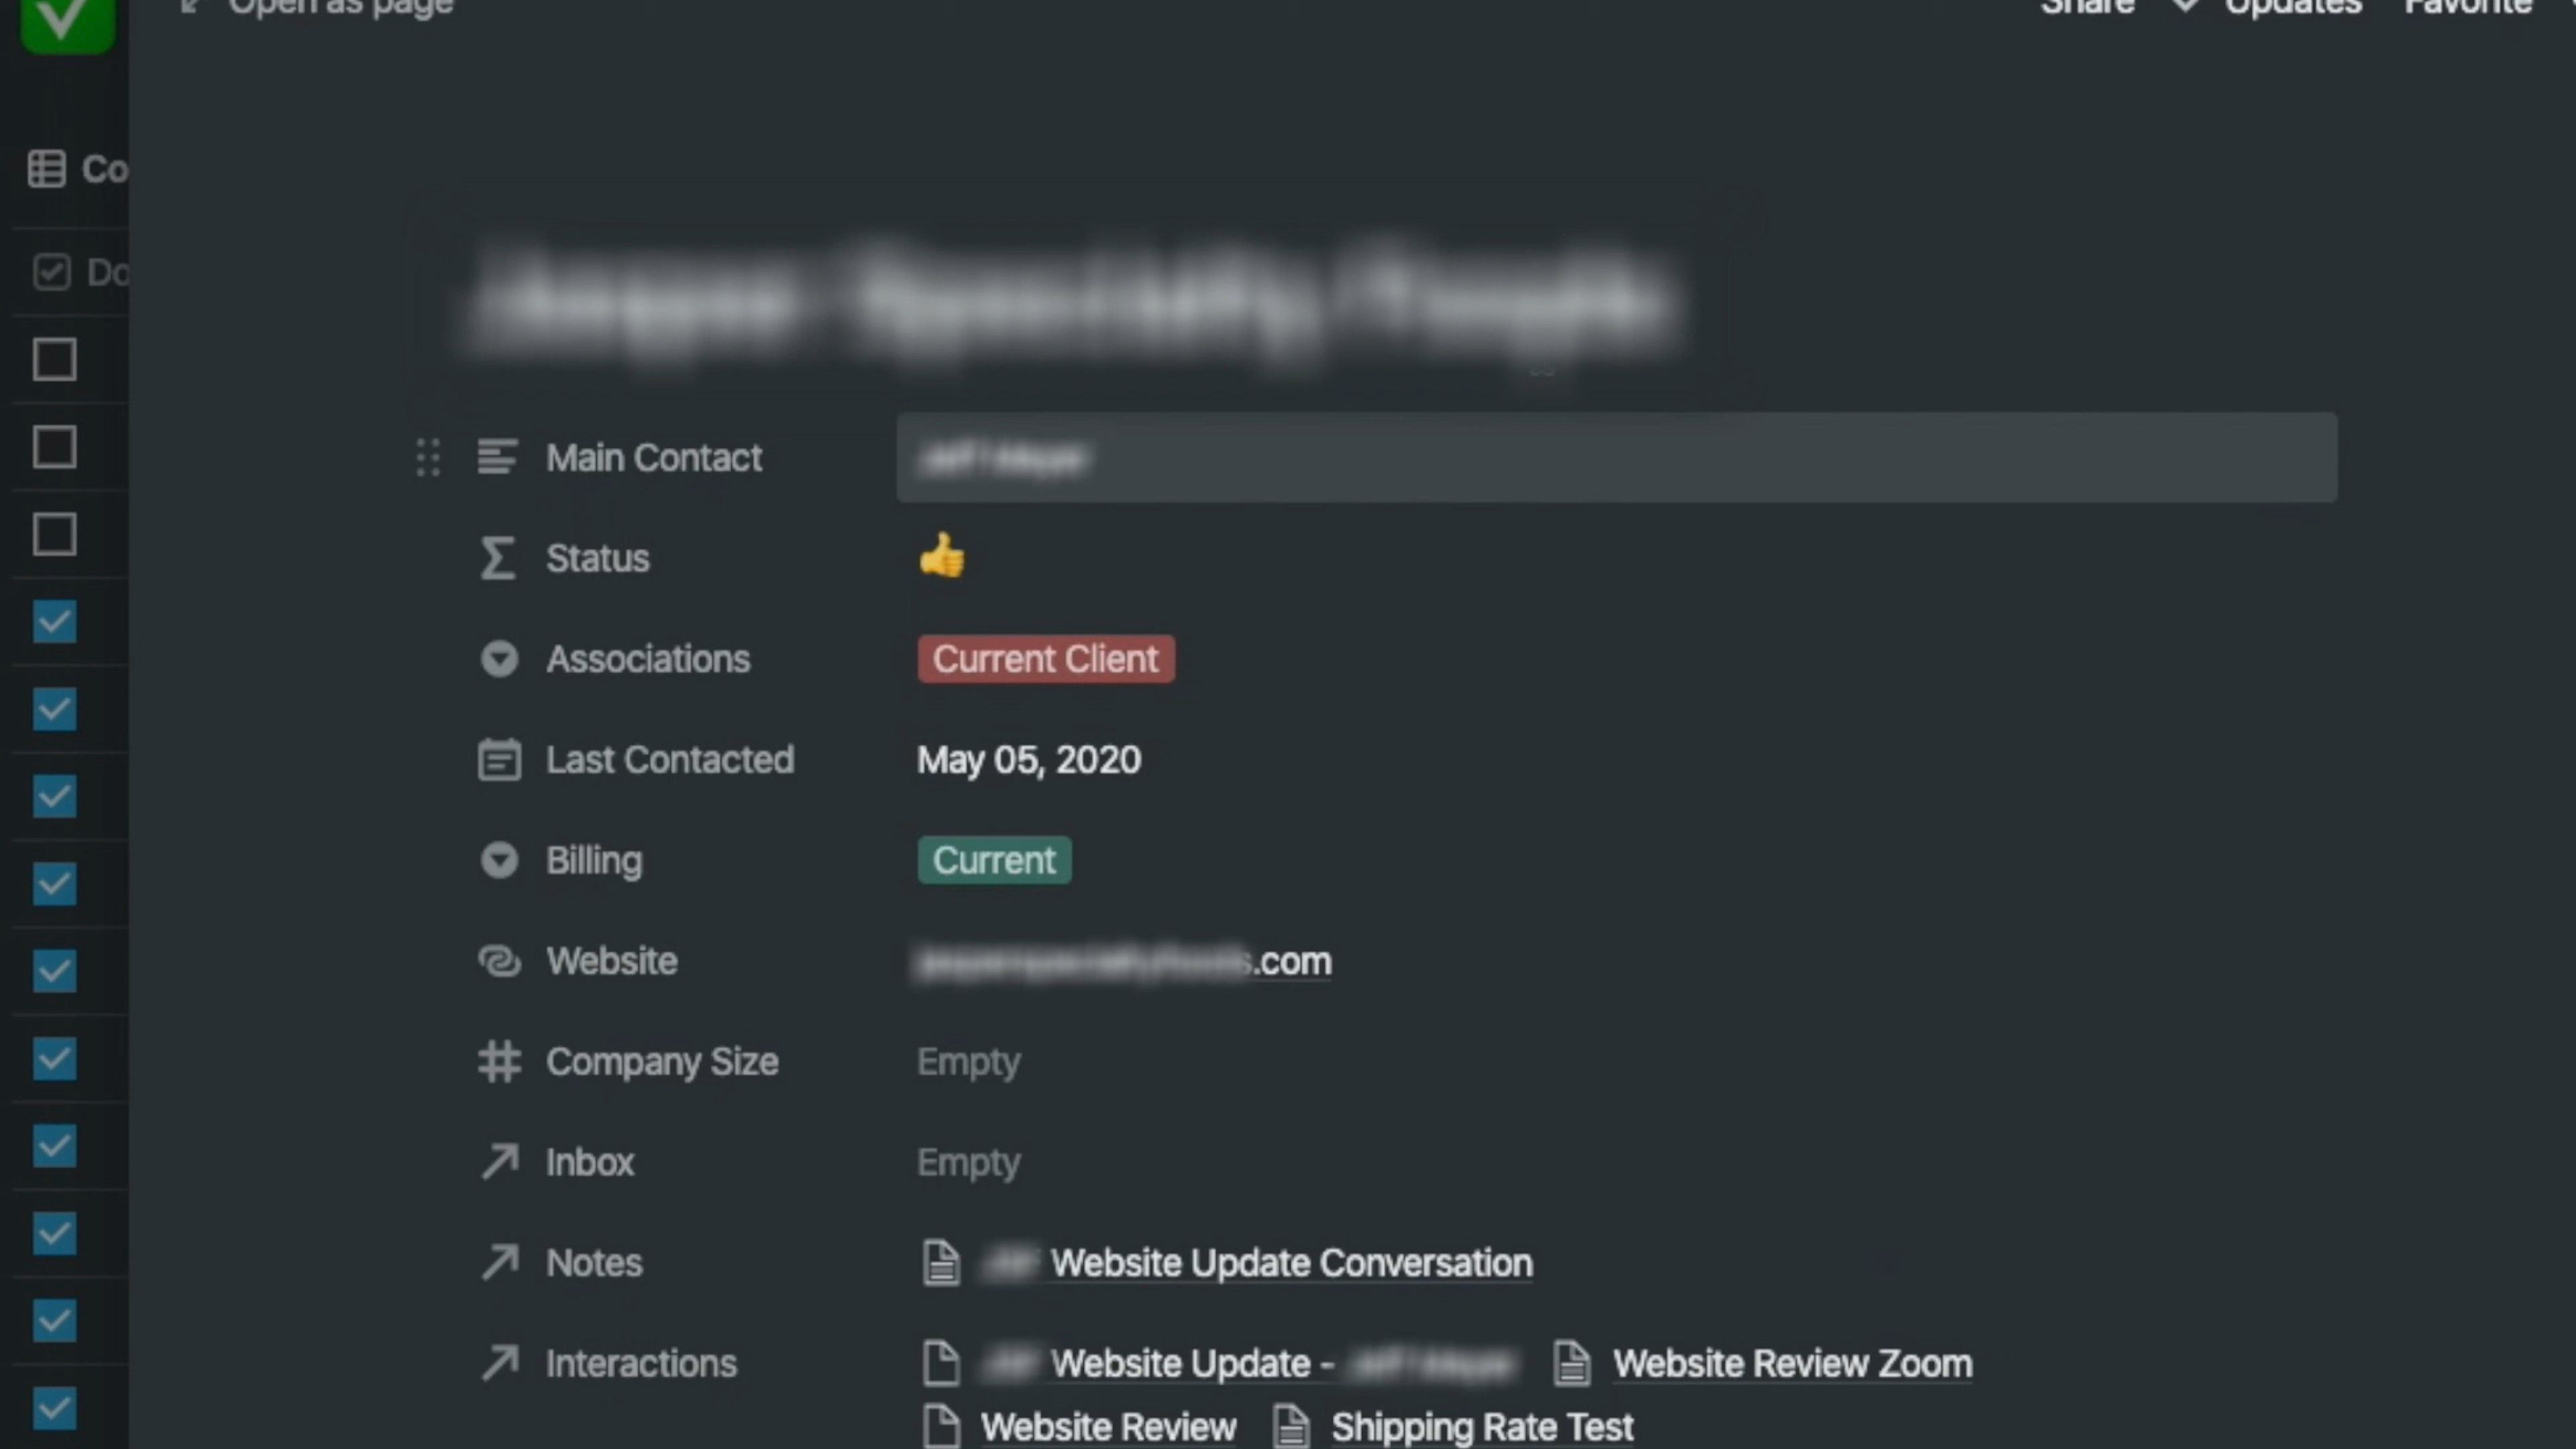 Open as page
Share Updates Favorite
Co
Do
Main Contact
Status
Associations Current Client
Last Contacted May 05, 2020
Billing Current
Website .com
Company Size Empty
Inbox Empty
Notes Website Update Conversation
Interactions Website Update - Website Review Zoom
Website Review Shipping Rate Test